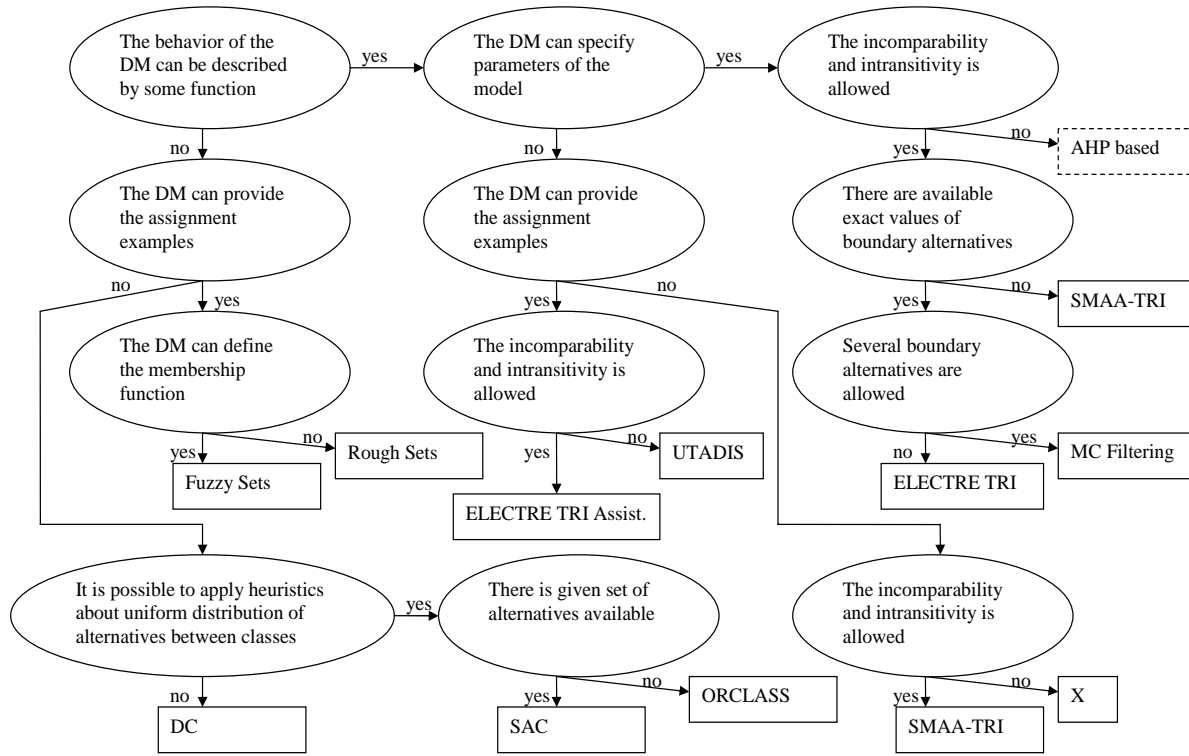 The behavior of the
DM can be described
by some function
yes
The DM can specify
parameters of the
model
yes
The incomparability
and intransitivity is
allowed
no
no
yes
no
AHP based
The DM can provide
the assignment
examples
The DM can provide
the assignment
examples
There are available
exact values of
boundary alternatives
no
yes
yes
no
yes
no
SMAA-TRI
The DM can define
the membership
function
The incomparability
and intransitivity is
allowed
Several boundary
alternatives are
allowed
yes
no
Rough Sets
yes
no
UTADIS
no
yes
MC Filtering
Fuzzy Sets
ELECTRE TRI
ELECTRE TRI Assist.
It is possible to apply heuristics
about uniform distribution of
alternatives between classes
yes
There is given set of
alternatives available
The incomparability
and intransitivity is
allowed
no
yes
no
ORCLASS
yes
no
X
DC
SAC
SMAA-TRI